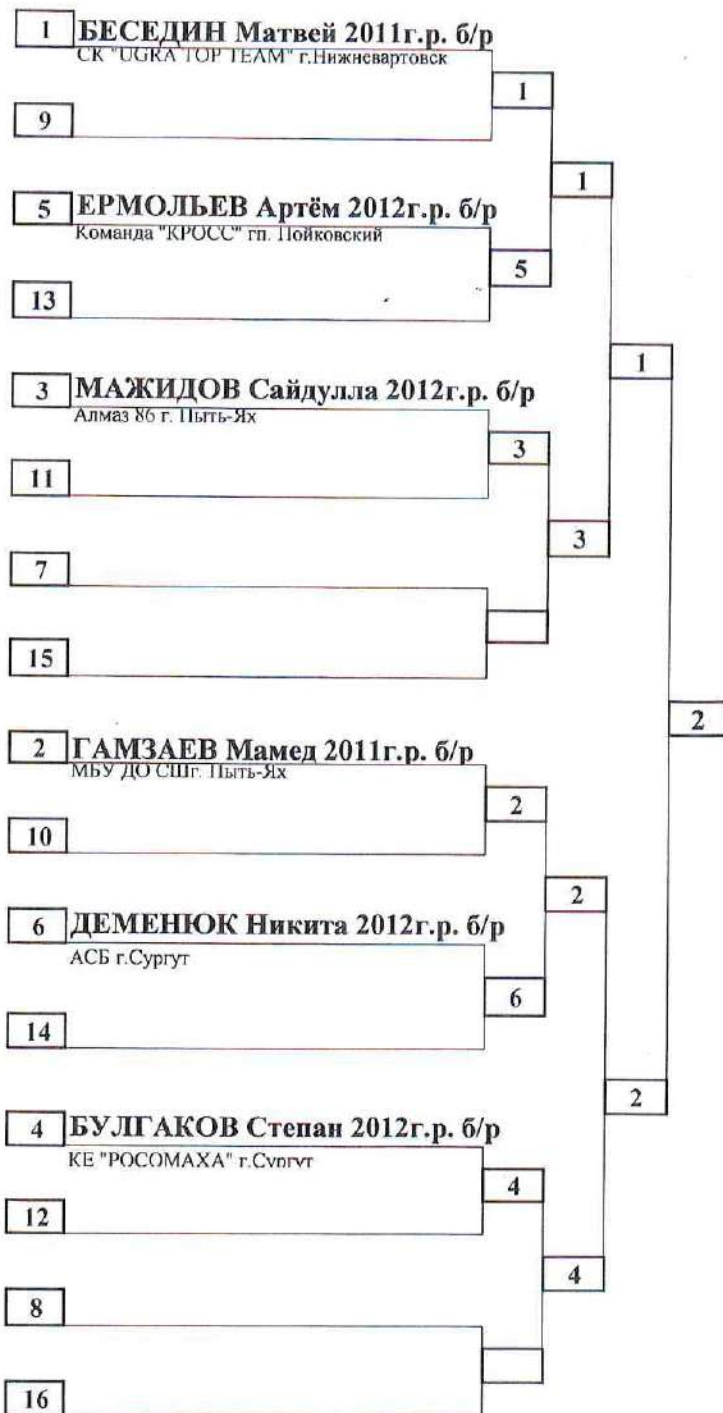 1 БЕСЕДИН Матвей 2011г.р. б/р
СК "UGRA TOP TEAM" г.Нижневартовск
1
9
1
5 ЕРМОЛЬЕВ Артём 2012г.р. б/р
Команда "КРОСС" гп. Пойковский
5
13
1
3 МАЖИДОВ Сайдулла 2012г.р. б/р
Алмаз 86 г. Пыть-Ях
3
11
3
7
15
2
2 ГАМЗАЕВ Мамед 2011г.р. б/р
МБУ ДО СШг. Пыть-Ях
2
10
2
6 ДЕМЕНЮК Никита 2012г.р. б/р
АСБ г.Сургут
6
14
2
4 БУЛГАКОВ Степан 2012г.р. б/р
КЕ "РОСОМАХА" г.Сургут
4
12
4
8
16